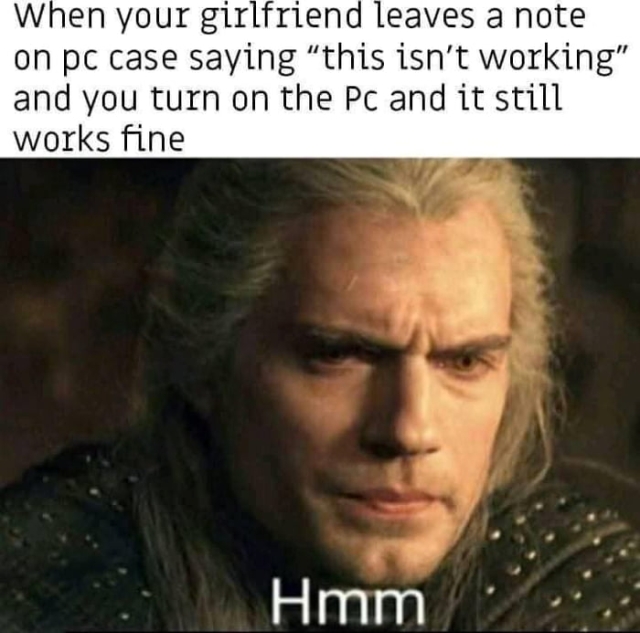 When your girlfriend leaves a note
on pc case saying “this isn’t working”
and you turn on the Pc and it still
works fine
Hmm